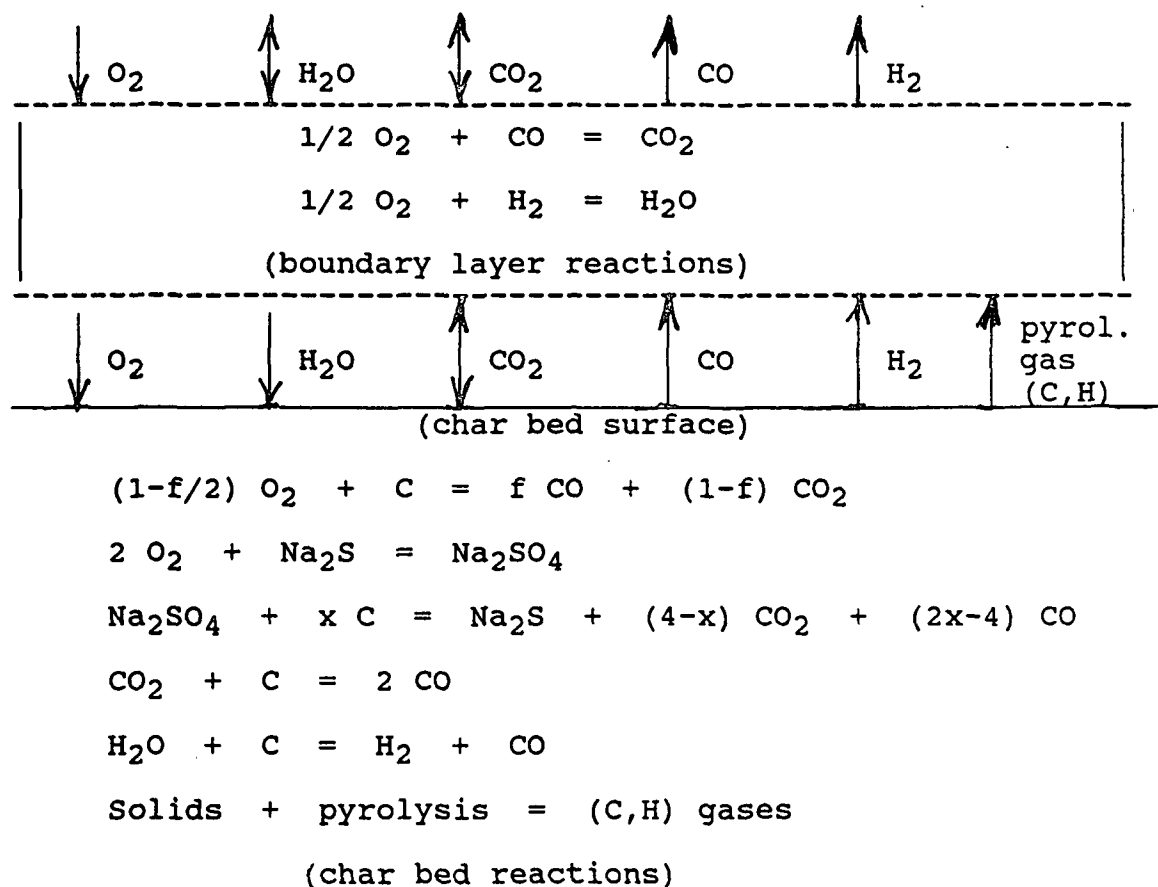 O₂ H₂O CO₂ CO H₂
1/2 O₂ + CO = CO₂
1/2 O₂ + H₂ = H₂O
(boundary layer reactions)
O₂ H₂O CO₂ CO H₂ pyrol.
gas
(C,H)
(char bed surface)
(1-f/2) O₂ + C = f CO + (1-f) CO₂
2 O₂ + Na₂S = Na₂SO₄
Na₂SO₄ + x C = Na₂S + (4-x) CO₂ + (2x-4) CO
CO₂ + C = 2 CO
H₂O + C = H₂ + CO
Solids + pyrolysis = (C,H) gases
(char bed reactions)